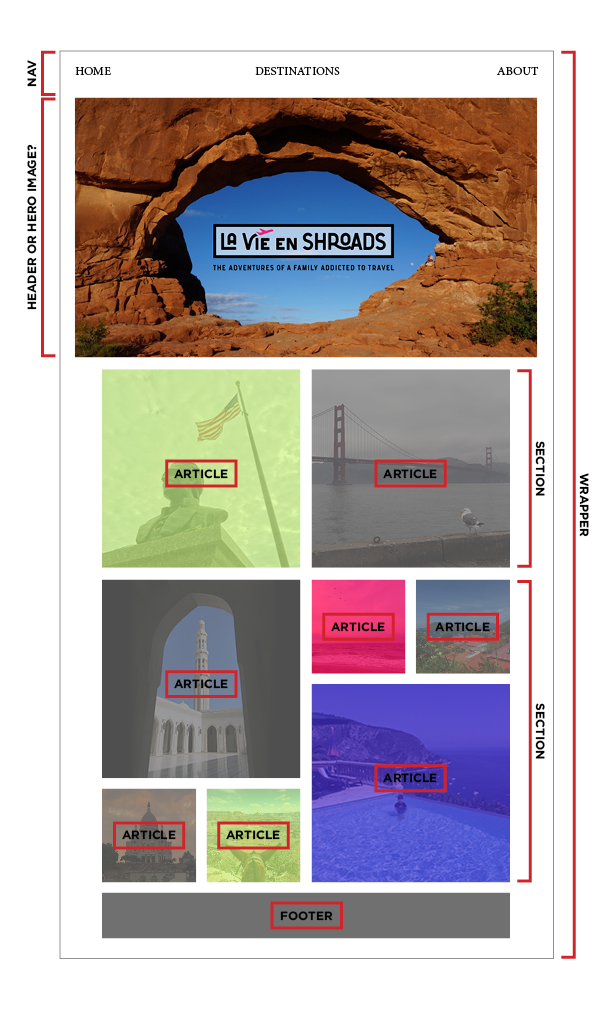 NAV
HOME DESTINATIONS ABOUT
HEADER OR HERO IMAGE?
La Vie en Shroads
THE ADVENTURES OF A FAMILY ADDICTED TO TRAVEL
ARTICLE
ARTICLE
SECTION
WRAPPER
ARTICLE
ARTICLE
ARTICLE
SECTION
ARTICLE
ARTICLE
ARTICLE
FOOTER